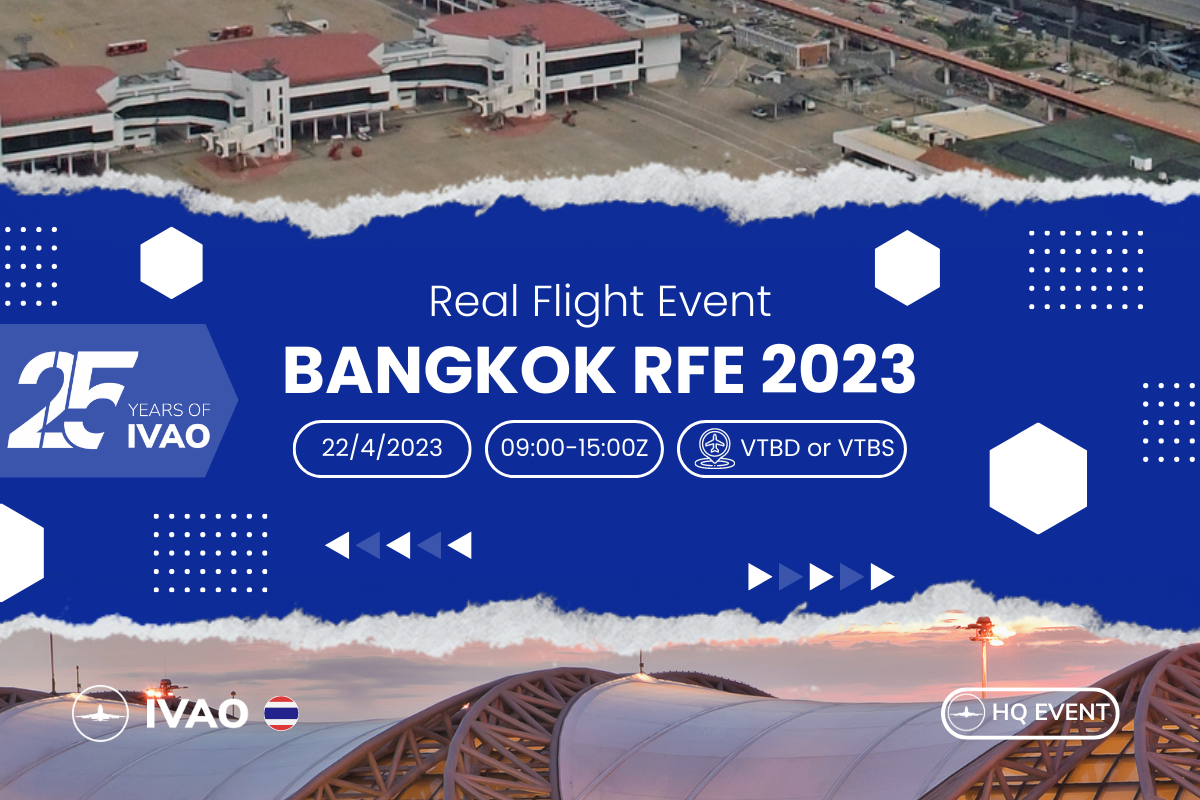 Real Flight Event
BANGKOK RFE 2023
25 YEARS OF
IVAO
22/4/2023
09:00-15:00Z
VTBD or VTBS
IVAO
HQ EVENT